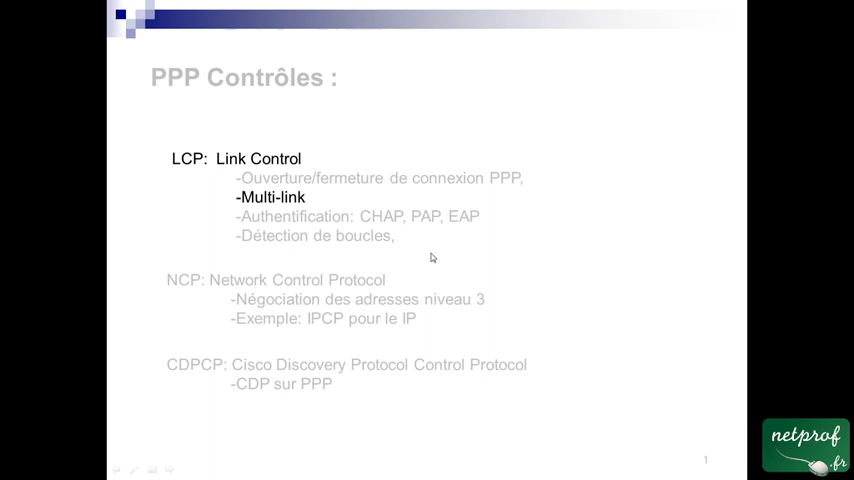 PPP Contrôles :
LCP: Link Control
-Ouverture/fermeture de connexion PPP,
-Multi-link
-Authentification: CHAP, PAP, EAP
-Détection de boucles,
NCP: Network Control Protocol
-Négociation des adresses niveau 3
-Exemple: IPCP pour le IP
CDPCP: Cisco Discovery Protocol Control Protocol
-CDP sur PPP
1
netprof
.fr